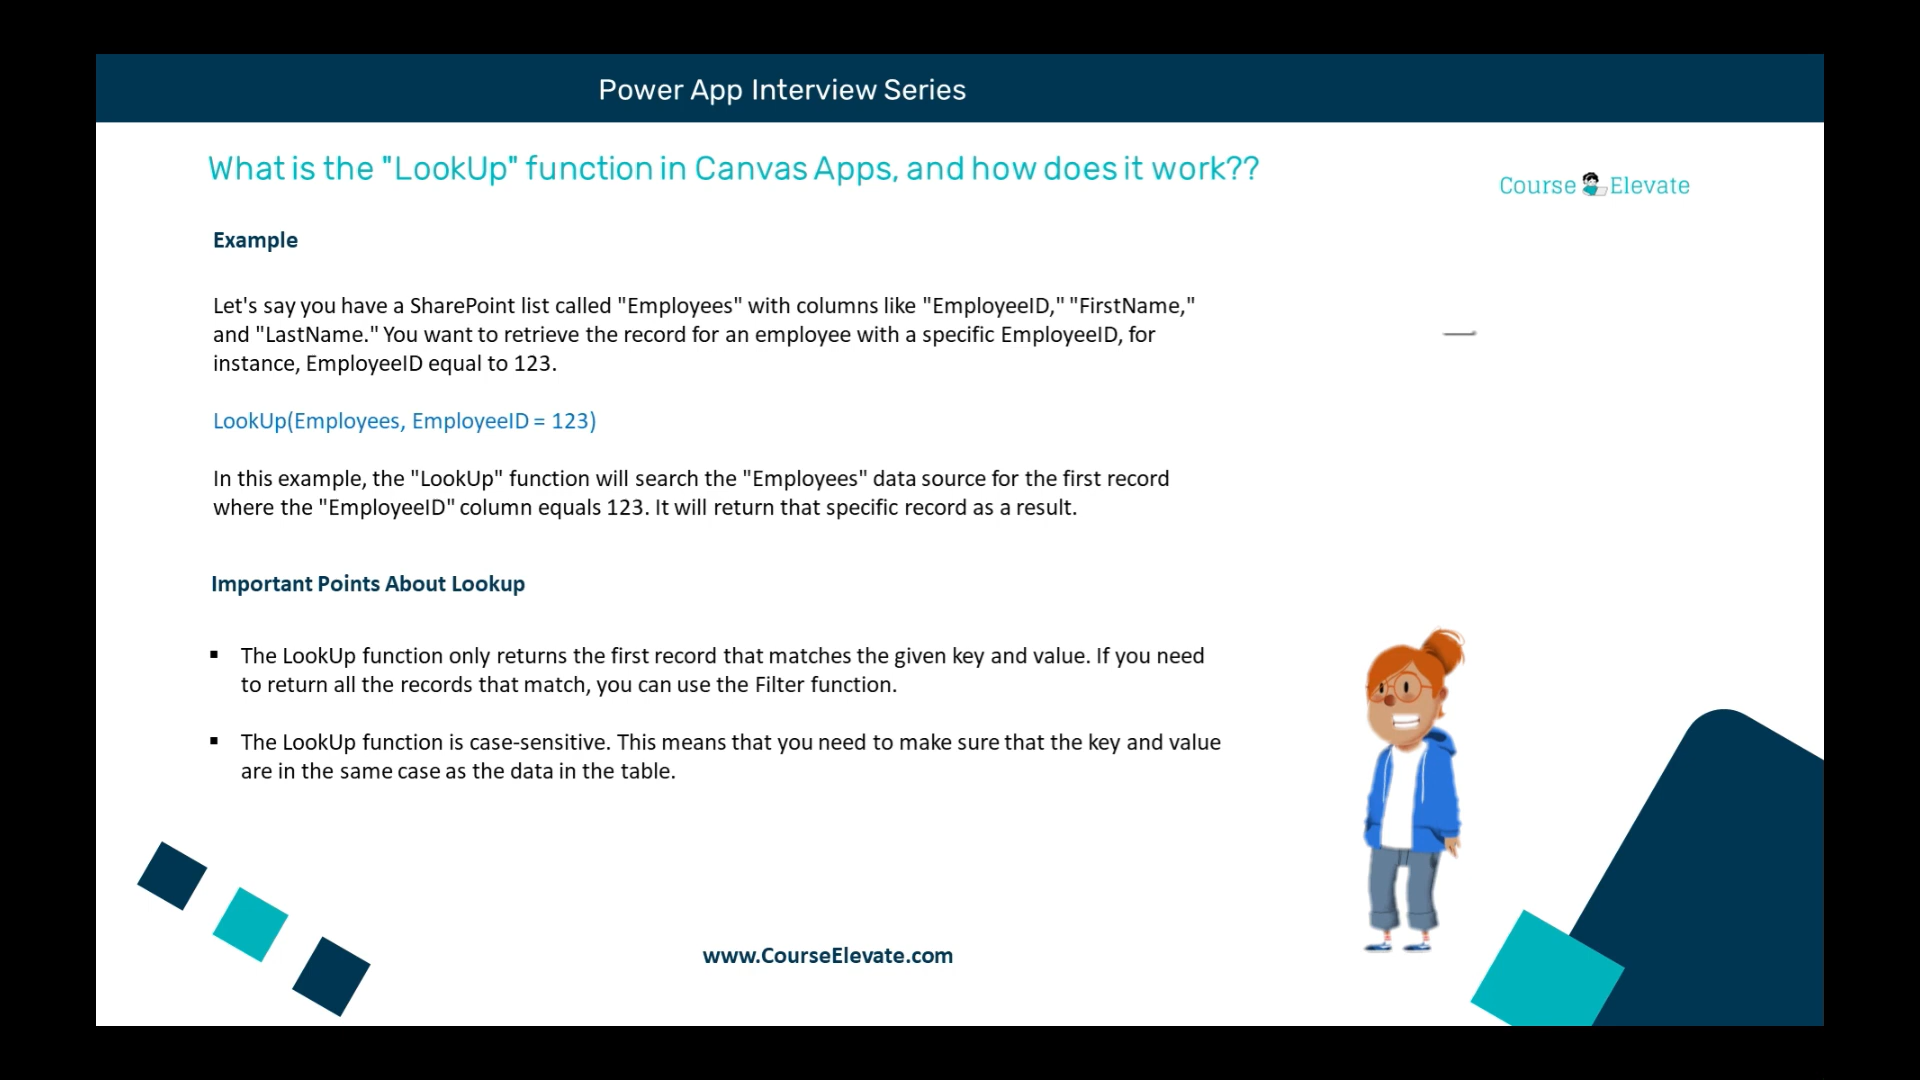 Power App Interview Series
What is the "LookUp" function in Canvas Apps, and how does it work??
Course Elevate
Example
Let's say you have a SharePoint list called "Employees" with columns like "EmployeeID," "FirstName,"
and "LastName." You want to retrieve the record for an employee with a specific EmployeeID, for
instance, EmployeeID equal to 123.
LookUp(Employees, EmployeeID = 123)
In this example, the "LookUp" function will search the "Employees" data source for the first record
where the "EmployeeID" column equals 123. It will return that specific record as a result.
Important Points About Lookup
▪ The LookUp function only returns the first record that matches the given key and value. If you need
to return all the records that match, you can use the Filter function.
▪ The LookUp function is case-sensitive. This means that you need to make sure that the key and value
are in the same case as the data in the table.
www.CourseElevate.com